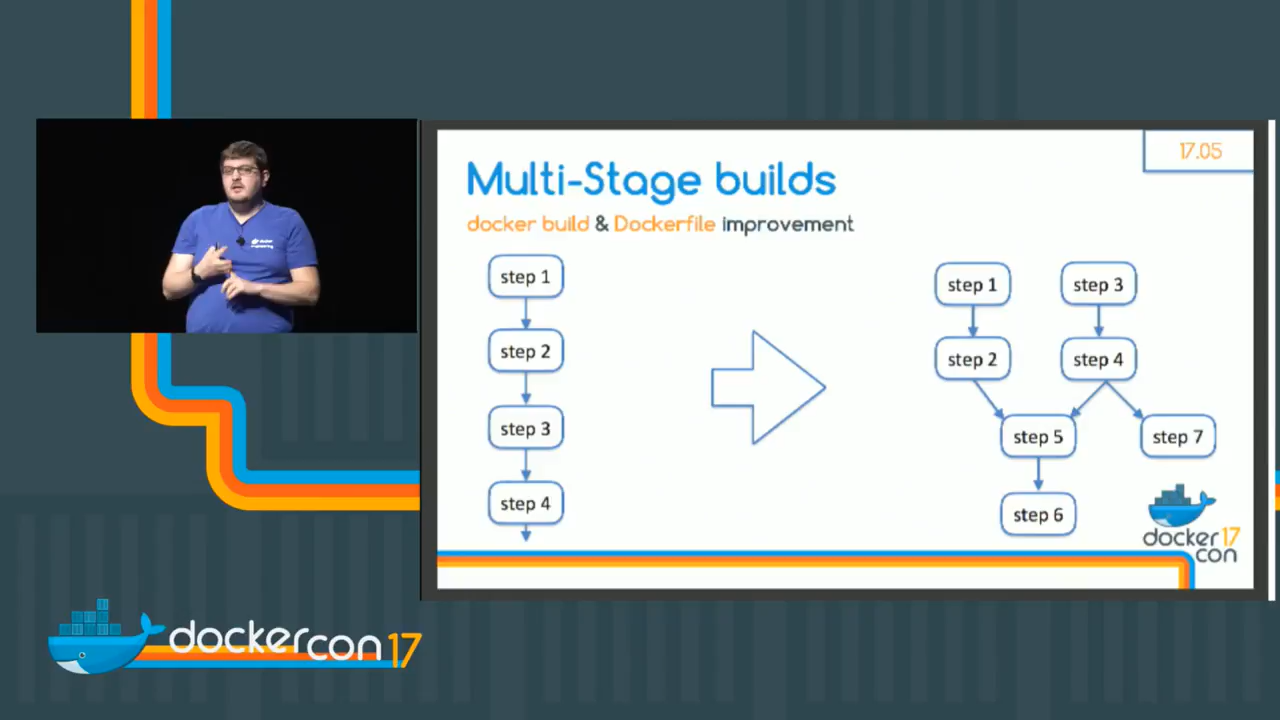 17.05
Multi-Stage builds
docker build & Dockerfile improvement
step 1
step 2
step 3
step 4
step 1
step 3
step 2
step 4
step 5
step 7
step 6
docker 17
con
docker
dockercon 17